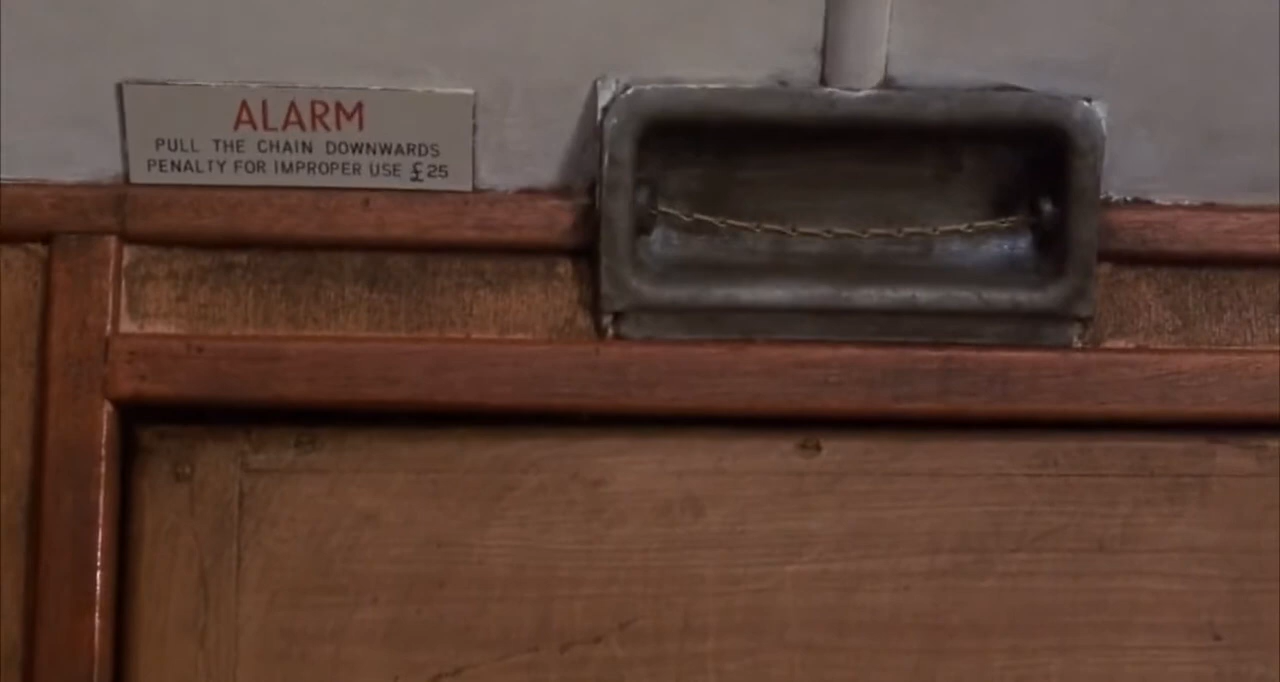 ALARM
PULL THE CHAIN DOWNWARDS
PENALTY FOR IMPROPER USE £25